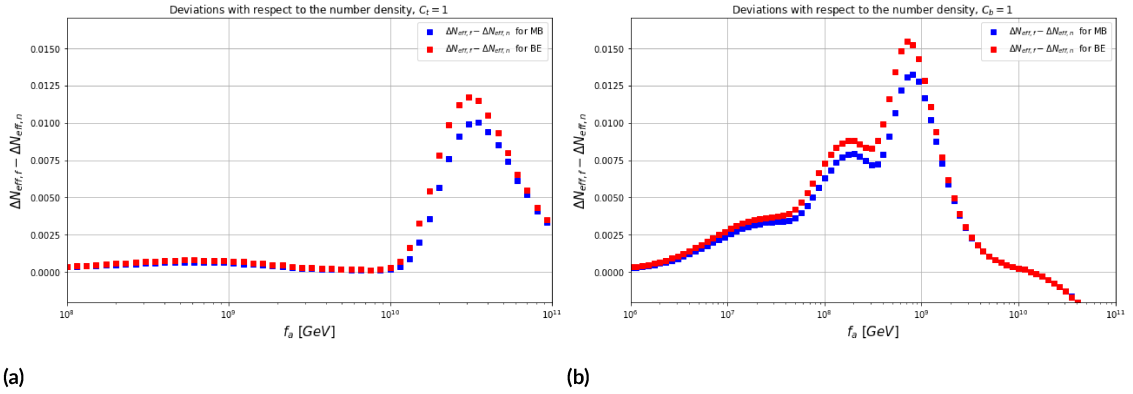 Deviations with respect to the number density, C_t = 1
ΔN_eff,f − ΔN_eff,n for MB
ΔN_eff,f − ΔN_eff,n for BE
0.0150
0.0125
0.0100
0.0075
0.0050
0.0025
0.0000
ΔN_eff,f − ΔN_eff,n
10^8
10^9
10^10
10^11
f_a [GeV]
(a)
Deviations with respect to the number density, C_b = 1
ΔN_eff,f − ΔN_eff,n for MB
ΔN_eff,f − ΔN_eff,n for BE
0.0150
0.0125
0.0100
0.0075
0.0050
0.0025
0.0000
ΔN_eff,f − ΔN_eff,n
10^6
10^7
10^8
10^9
10^10
10^11
f_a [GeV]
(b)